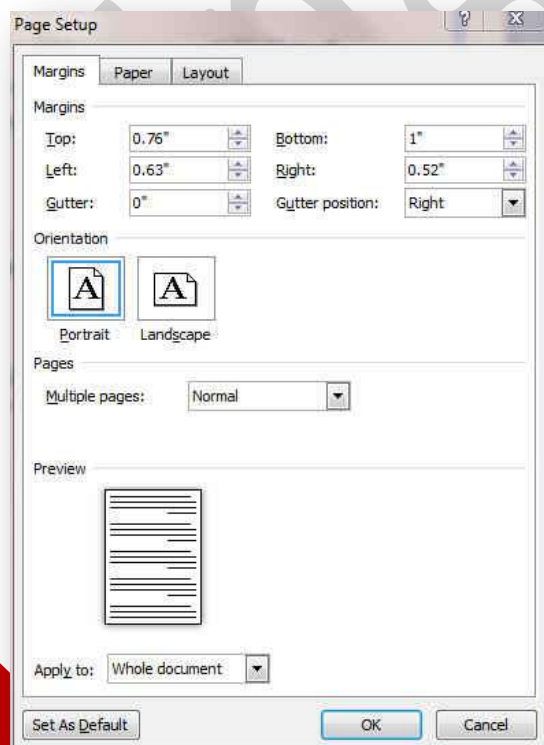 Page Setup
Margins Paper Layout
Margins
Top: 0.76" Bottom: 1"
Left: 0.63" Right: 0.52"
Gutter: 0" Gutter position: Right
Orientation
A A
Portrait Landscape
Pages
Multiple pages: Normal
Preview
Apply to: Whole document
Set As Default OK Cancel